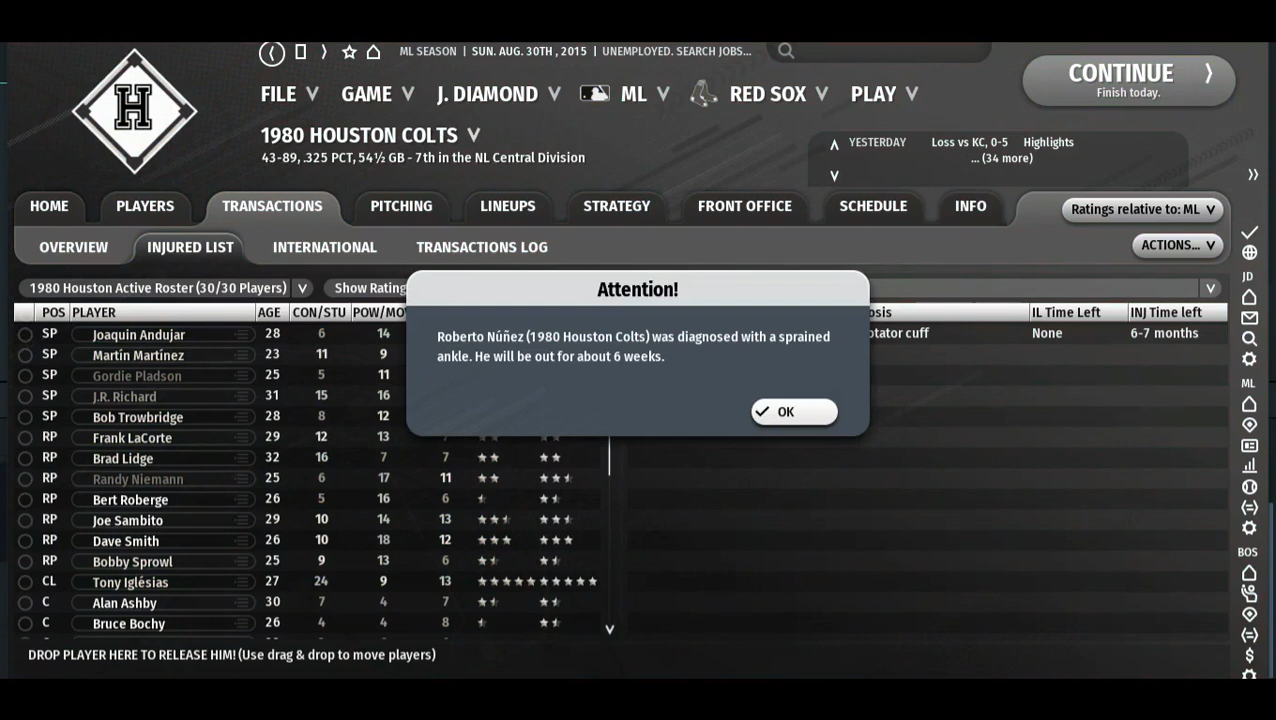 ML SEASON | SUN. AUG. 30TH , 2015 | UNEMPLOYED. SEARCH JOBS...
FILE GAME J. DIAMOND ML RED SOX PLAY
CONTINUE
Finish today.
H
1980 HOUSTON COLTS
43-89, .325 PCT, 54½ GB - 7th in the NL Central Division
YESTERDAY Loss vs KC, 0-5 Highlights
... (34 more)
HOME PLAYERS TRANSACTIONS PITCHING LINEUPS STRATEGY FRONT OFFICE SCHEDULE INFO
Ratings relative to: ML
OVERVIEW INJURED LIST INTERNATIONAL TRANSACTIONS LOG
ACTIONS...
1980 Houston Active Roster (30/30 Players) Show Rating
POS PLAYER AGE CON/STU POW/MO IL Time Left INJ Time left
SP Joaquin Andujar 28 6 14 cuff None 6-7 months
SP Martín Martínez 23 11 9
SP Gordie Pladson 25 5 11
SP J.R. Richard 31 15 16
SP Bob Trowbridge 28 8 12
RP Frank LaCorte 29 12 13
RP Brad Lidge 32 16 7 7
RP Randy Niemann 25 6 17 11
RP Bert Roberge 26 5 16 6
RP Joe Sambito 29 10 14 13
RP Dave Smith 26 10 18 12
RP Bobby Sprowl 25 9 13 6
CL Tony Iglésias 27 24 9 13
C Alan Ashby 30 7 4 7
C Bruce Bochy 26 4 4 8
Attention!
Roberto Núñez (1980 Houston Colts) was diagnosed with a sprained
ankle. He will be out for about 6 weeks.
OK
DROP PLAYER HERE TO RELEASE HIM! (Use drag & drop to move players)
JD
ML
BOS